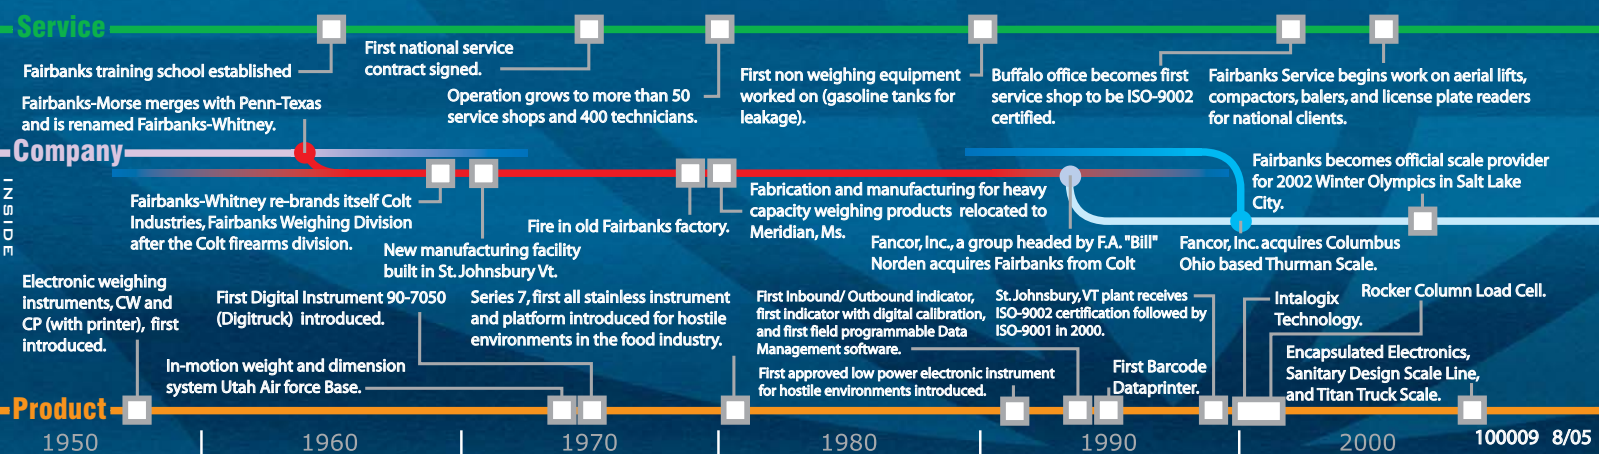 Service
Fairbanks training school established
First national service
contract signed.
Operation grows to more than 50
service shops and 400 technicians.
First non weighing equipment
worked on (gasoline tanks for
leakage).
Buffalo office becomes first
service shop to be ISO-9002
certified.
Fairbanks Service begins work on aerial lifts,
compactors, balers, and license plate readers
for national clients.
Fairbanks-Morse merges with Penn-Texas
and is renamed Fairbanks-Whitney.
Company
INSIDE
Fairbanks-Whitney re-brands itself Colt
Industries, Fairbanks Weighing Division
after the Colt firearms division.
New manufacturing facility
built in St. Johnsbury Vt.
Fire in old Fairbanks factory.
Fabrication and manufacturing for heavy
capacity weighing products relocated to
Meridian, Ms.
Fancor, Inc., a group headed by F.A. "Bill"
Norden acquires Fairbanks from Colt
Fancor, Inc. acquires Columbus
Ohio based Thurman Scale.
Fairbanks becomes official scale provider
for 2002 Winter Olympics in Salt Lake
City.
Electronic weighing
instruments, CW and
CP (with printer), first
introduced.
In-motion weight and dimension
system Utah Air force Base.
First Digital Instrument 90-7050
(Digitruck) introduced.
Series 7, first all stainless instrument
and platform introduced for hostile
environments in the food industry.
First Inbound/ Outbound indicator,
first indicator with digital calibration,
and first field programmable Data
Management software.
First approved low power electronic instrument
for hostile environments introduced.
St. Johnsbury, VT plant receives
ISO-9002 certification followed by
ISO-9001 in 2000.
First Barcode
Dataprinter.
Intalogix
Technology.
Rocker Column Load Cell.
Encapsulated Electronics,
Sanitary Design Scale Line,
and Titan Truck Scale.
Product
1950 1960 1970 1980 1990 2000
100009 8/05